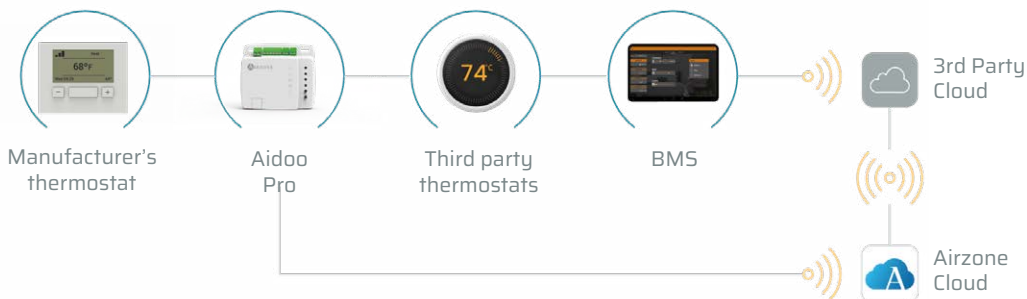 68°F
74°C
3rd Party
Cloud
Manufacturer's
thermostat
Aidoo
Pro
Third party
thermostats
BMS
Airzone
Cloud